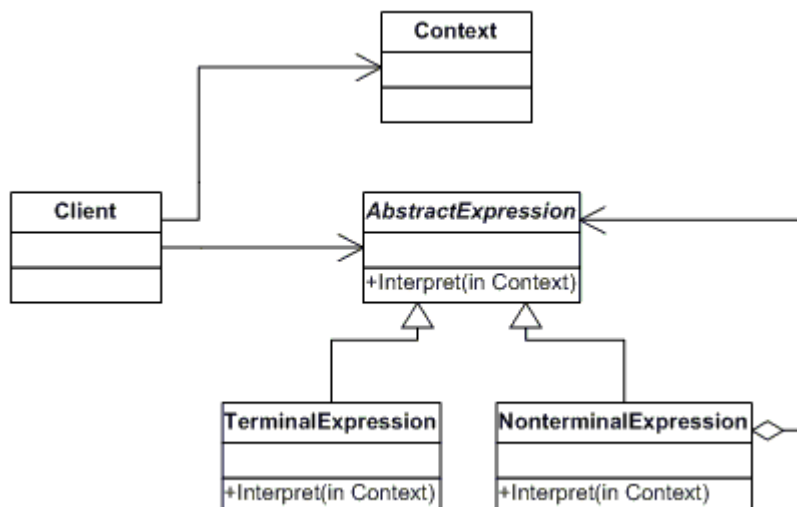 Context
Client
AbstractExpression
+Interpret(in Context)
TerminalExpression
+Interpret(in Context)
NonterminalExpression
+Interpret(in Context)